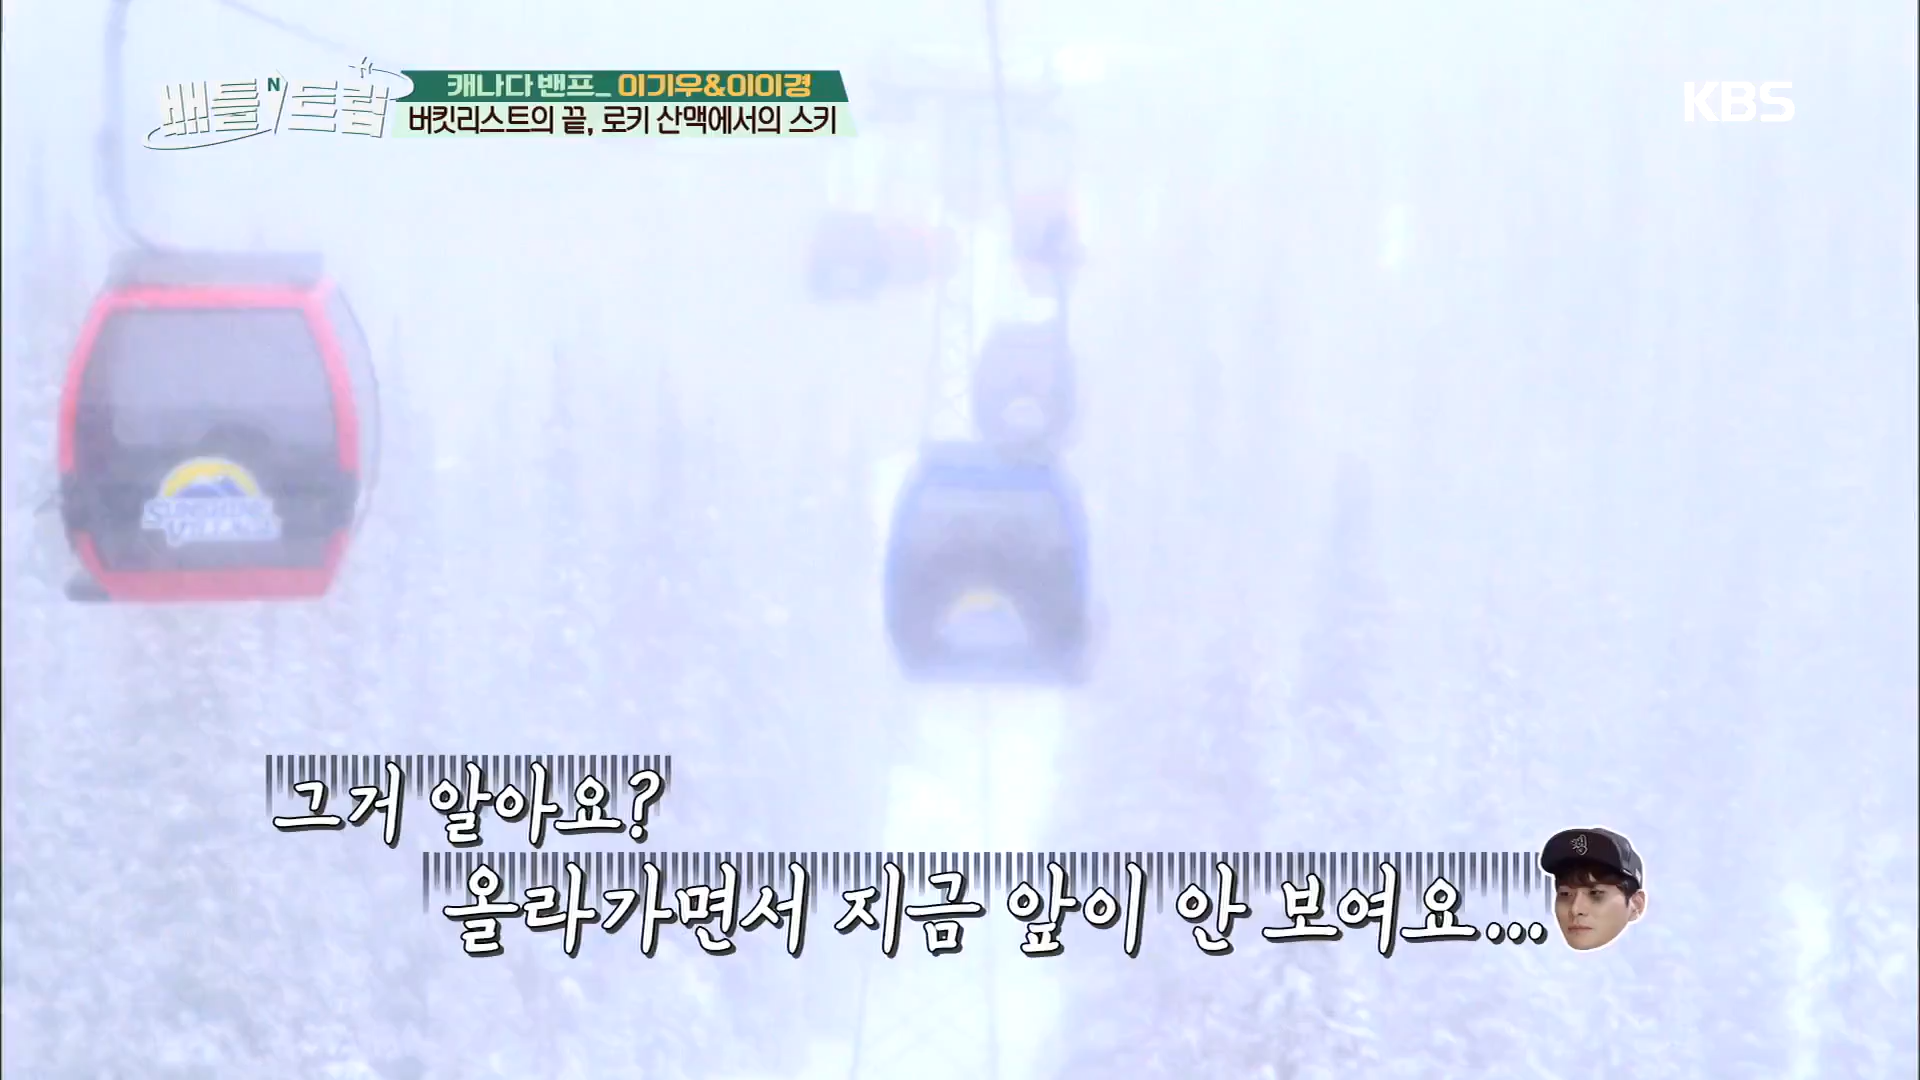 배틀트립
캐나다 밴프_ 이기우&이이경
버킷리스트의 끝, 로키 산맥에서의 스키
KBS
SUNSHINE
VILLAGE
그거 알아요?
올라가면서 지금 앞이 안 보여요...